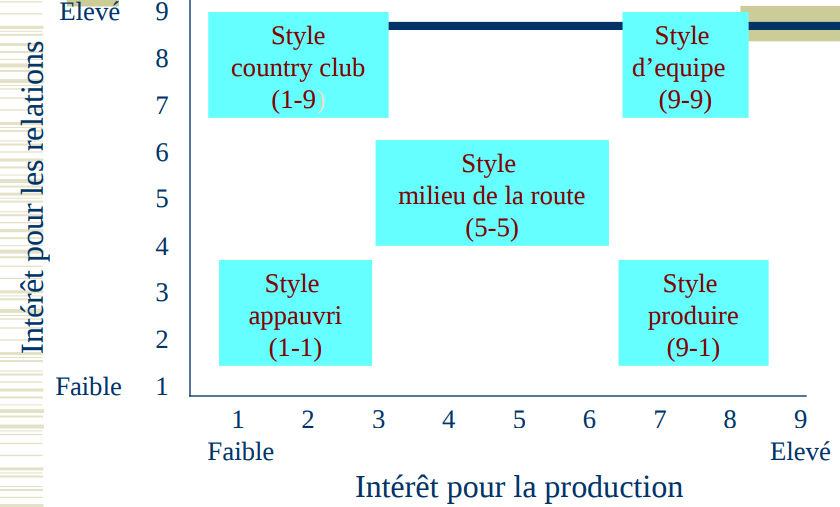 Intérêt pour les relations
Elevé 9
8
7
6
5
4
3
2
Faible 1
Style
country club
(1-9)
Style
d’equipe
(9-9)
Style
milieu de la route
(5-5)
Style
appauvri
(1-1)
Style
produire
(9-1)
1 2 3 4 5 6 7 8 9
Faible Elevé
Intérêt pour la production